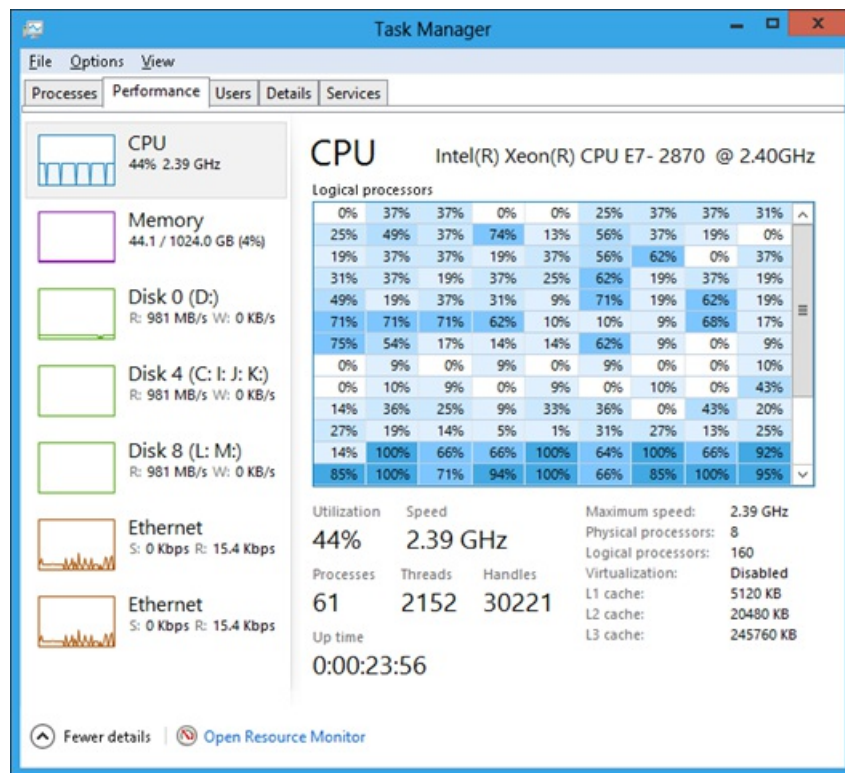 Task Manager
File Options View
Processes Performance Users Details Services
CPU
44% 2.39 GHz
Memory
44.1 / 1024.0 GB (4%)
Disk 0 (D:)
R: 981 MB/s W: 0 KB/s
Disk 4 (C: I: J: K:)
R: 981 MB/s W: 0 KB/s
Disk 8 (L: M:)
R: 981 MB/s W: 0 KB/s
Ethernet
S: 0 Kbps R: 15.4 Kbps
Ethernet
S: 0 Kbps R: 15.4 Kbps
CPU Intel(R) Xeon(R) CPU E7- 2870 @ 2.40GHz
Logical processors
0% 37% 37% 0% 0% 25% 37% 37% 31%
25% 49% 37% 74% 13% 56% 37% 19% 0%
19% 37% 37% 19% 37% 56% 62% 0% 37%
31% 37% 19% 37% 25% 62% 19% 37% 19%
49% 19% 37% 31% 9% 71% 19% 62% 19%
71% 71% 71% 62% 10% 10% 9% 68% 17%
75% 54% 17% 14% 14% 62% 9% 0% 9%
0% 9% 0% 9% 0% 9% 0% 0% 10%
0% 10% 9% 0% 9% 0% 10% 0% 43%
14% 36% 25% 9% 33% 36% 0% 43% 20%
27% 19% 14% 5% 1% 31% 27% 13% 25%
14% 100% 66% 66% 100% 64% 100% 66% 92%
85% 100% 71% 94% 100% 66% 85% 100% 95%
Utilization Speed
44% 2.39 GHz
Processes Threads Handles
61 2152 30221
Up time
0:00:23:56
Maximum speed: 2.39 GHz
Physical processors: 8
Logical processors: 160
Virtualization: Disabled
L1 cache: 5120 KB
L2 cache: 20480 KB
L3 cache: 245760 KB
Fewer details Open Resource Monitor